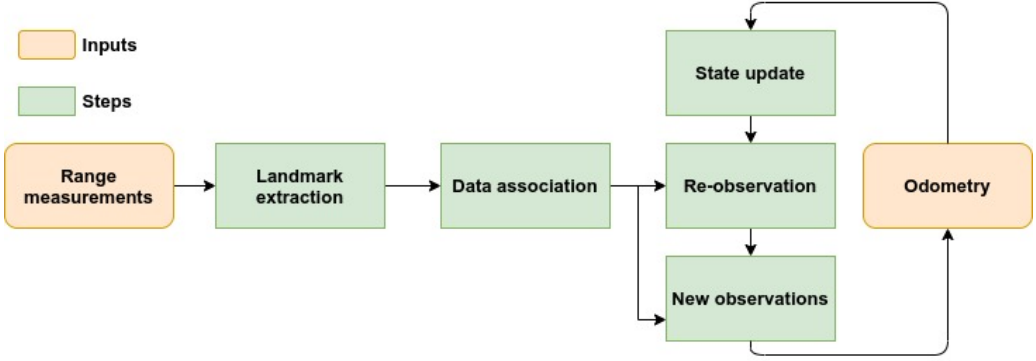 Inputs
Steps
State update
Range
measurements
Landmark
extraction
Data association
Re-observation
Odometry
New observations